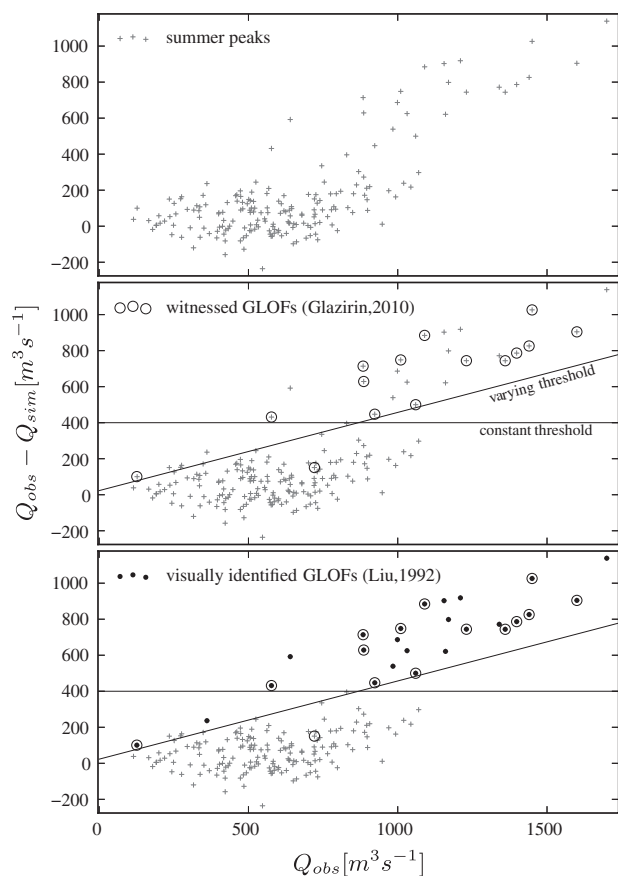 1000
800
600
400
200
0
−200
summer peaks
1000
800
600
400
200
0
−200
witnessed GLOFs (Glazirin,2010)
varying threshold
constant threshold
Q_obs − Q_sim [m³s⁻¹]
1000
800
600
400
200
0
−200
visually identified GLOFs (Liu,1992)
0 500 1000 1500
Q_obs [m³s⁻¹]